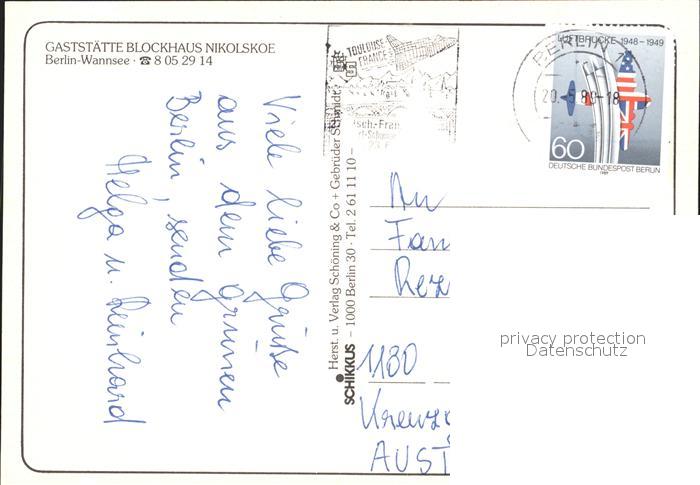 GASTSTÄTTE BLOCKHAUS NIKOLSKOE
Berlin-Wannsee · ☎ 8 05 29 14
Viele liebe Grüße
aus dem grünen
Berlin, senden
Helga u. Reinhard
Herst. u. Verlag Schöning & Co + Gebrüder Schmidt
SCHIKKUS – 1000 Berlin 30 · Tel. 2 61 11 10 –
TOULOUSE
FRANCE
BERLIN
LUFTBRÜCKE 1948–1949
60
DEUTSCHE BUNDESPOST BERLIN
1989
An
Fam
1180
AUST
privacy protection
Datenschutz